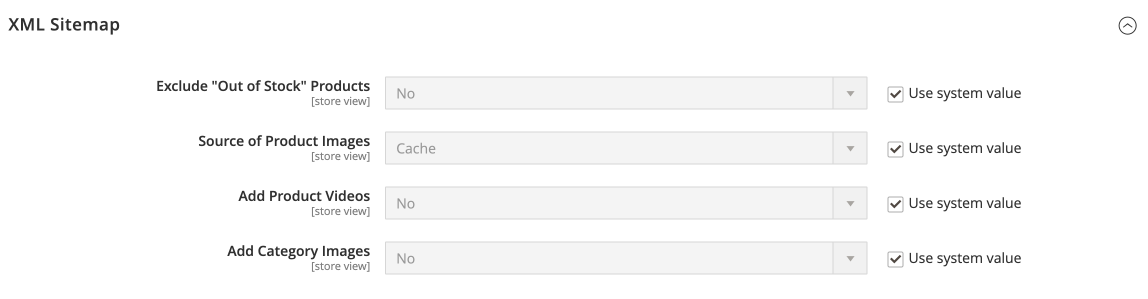 XML Sitemap
Exclude "Out of Stock" Products
[store view]
No
Use system value
Source of Product Images
[store view]
Cache
Use system value
Add Product Videos
[store view]
No
Use system value
Add Category Images
[store view]
No
Use system value